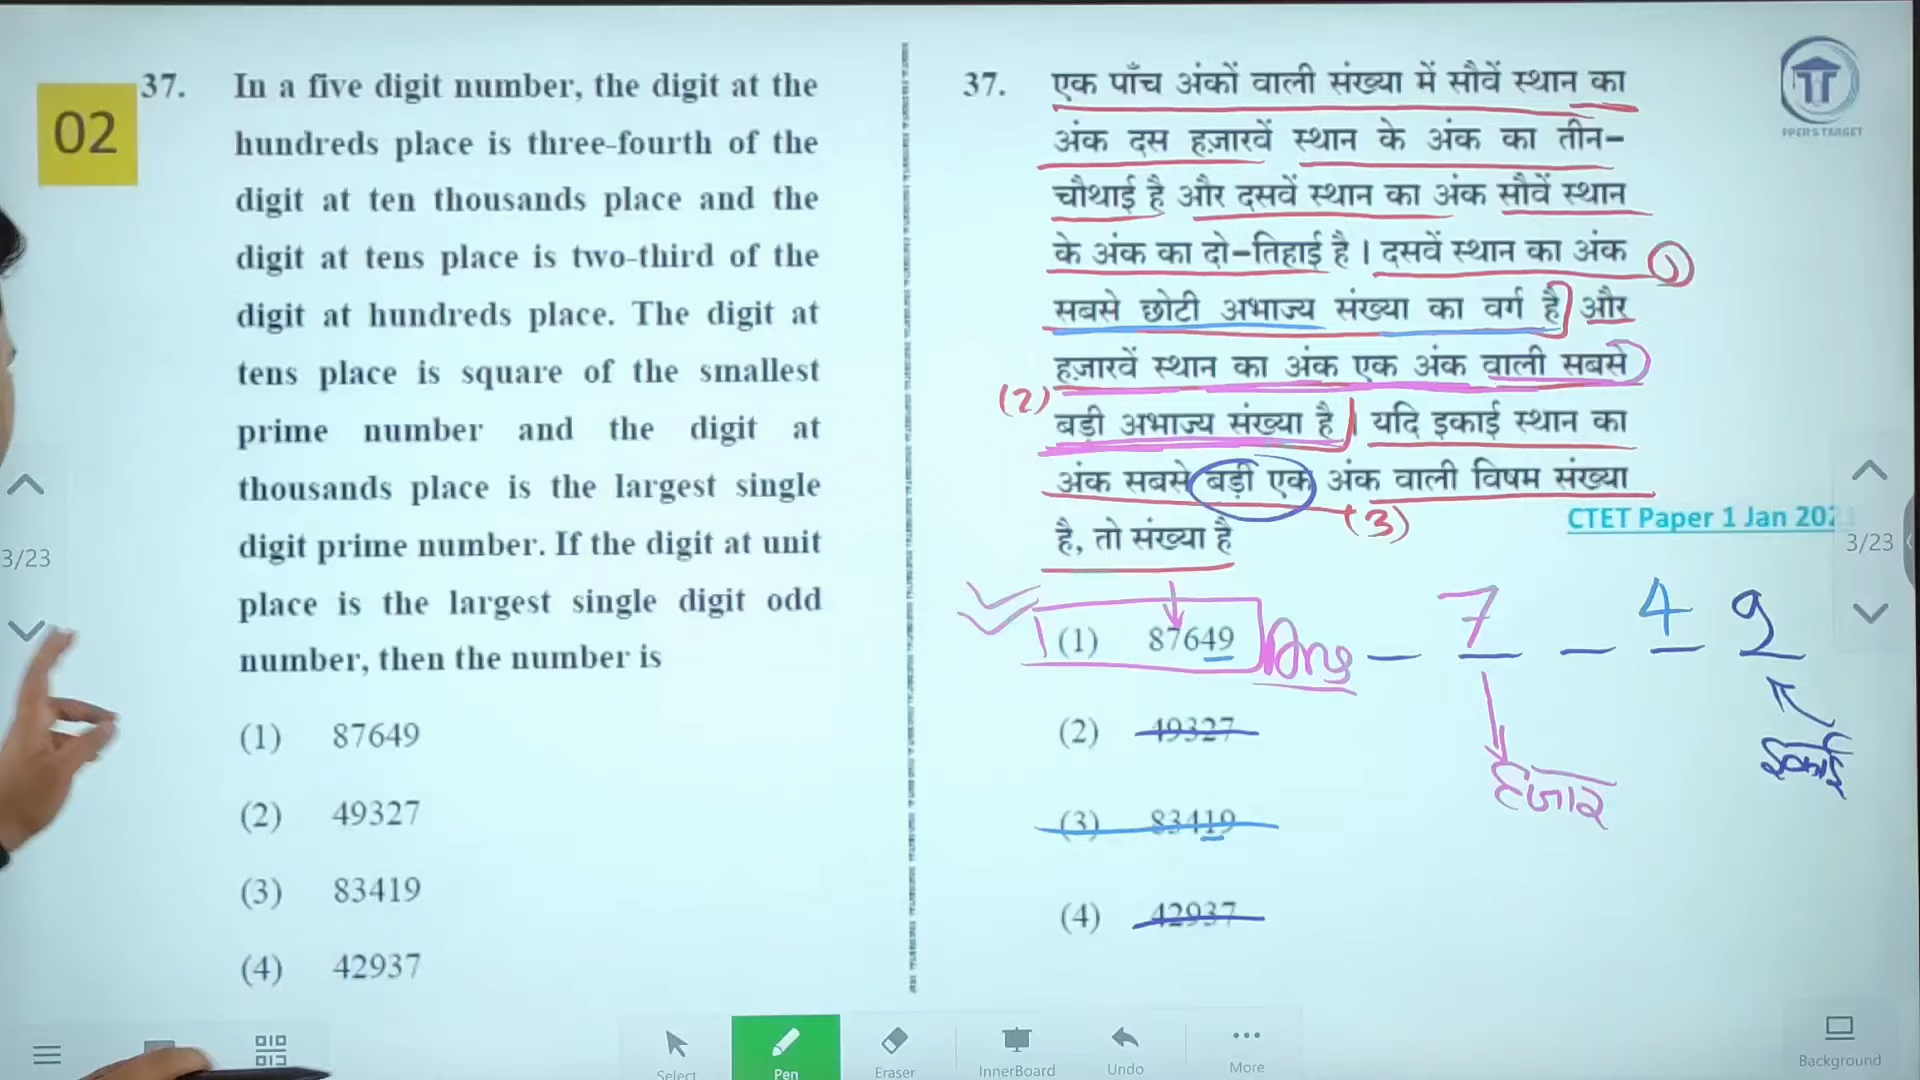 02
37. In a five digit number, the digit at the
hundreds place is three-fourth of the
digit at ten thousands place and the
digit at tens place is two-third of the
digit at hundreds place. The digit at
tens place is square of the smallest
prime number and the digit at
thousands place is the largest single
digit prime number. If the digit at unit
place is the largest single digit odd
number, then the number is
(1) 87649
(2) 49327
(3) 83419
(4) 42937
37. एक पाँच अंकों वाली संख्या में सौवें स्थान का
अंक दस हज़ारवें स्थान के अंक का तीन-
चौथाई है और दसवें स्थान का अंक सौवें स्थान
के अंक का दो-तिहाई है। दसवें स्थान का अंक
सबसे छोटी अभाज्य संख्या का वर्ग है और
हज़ारवें स्थान का अंक एक अंक वाली सबसे
(2)
बड़ी अभाज्य संख्या है। यदि इकाई स्थान का
अंक सबसे बड़ी एक अंक वाली विषम संख्या
है, तो संख्या है
(3)
CTET Paper 1 Jan 202
(1) 87649 Ans
7 4 9
हजार
इकाई
(2) 49327
(3) 83419
(4) 42937
3/23
3/23
TT
PPERS TARGET
Select
Pen
Eraser
InnerBoard
Undo
More
Background